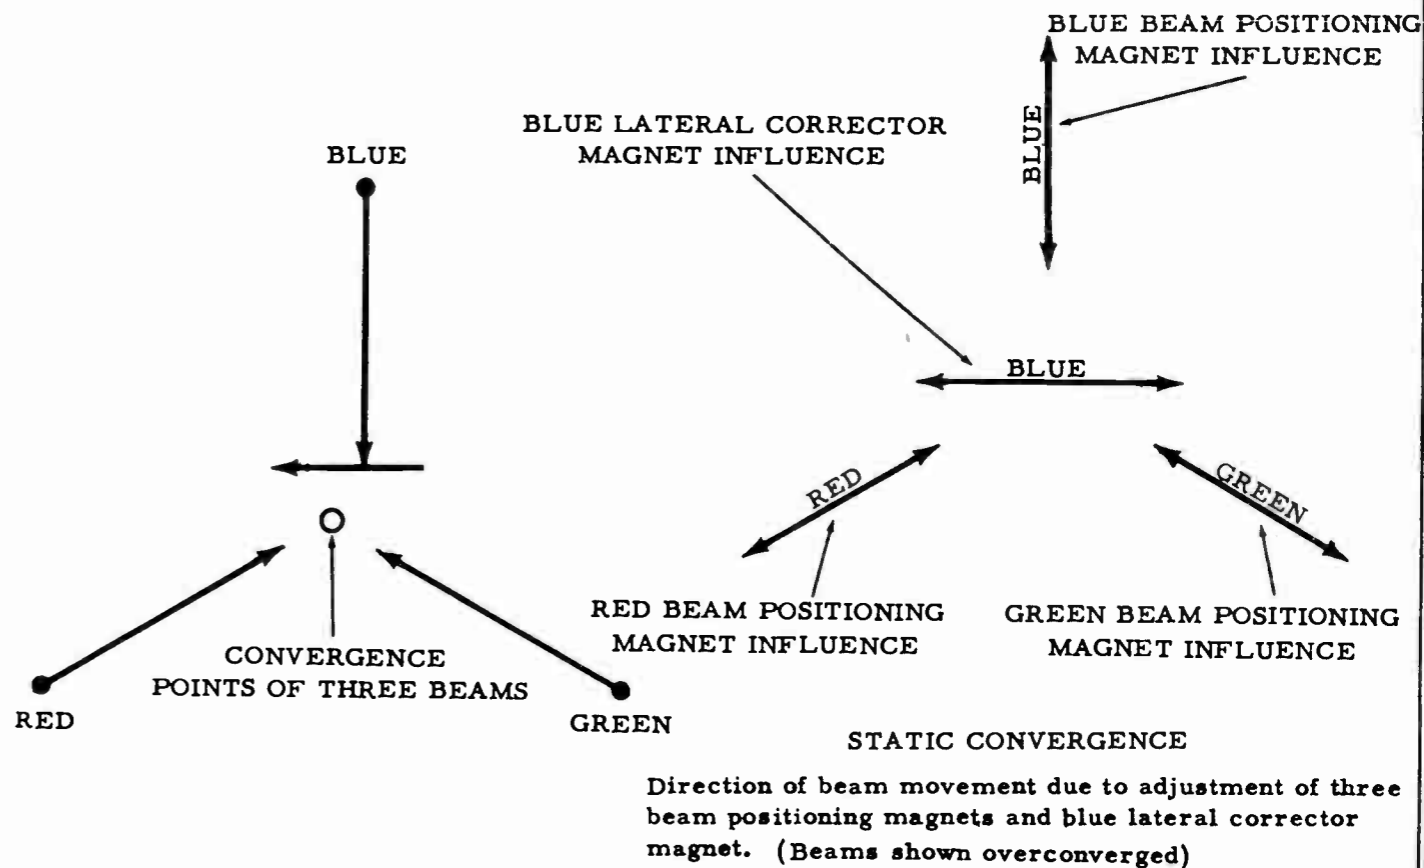 BLUE BEAM POSITIONING
MAGNET INFLUENCE
BLUE
BLUE LATERAL CORRECTOR
MAGNET INFLUENCE
BLUE
BLUE
RED
GREEN
RED BEAM POSITIONING
MAGNET INFLUENCE
GREEN BEAM POSITIONING
MAGNET INFLUENCE
CONVERGENCE
POINTS OF THREE BEAMS
RED
GREEN
STATIC CONVERGENCE
Direction of beam movement due to adjustment of three
beam positioning magnets and blue lateral corrector
magnet. (Beams shown overconverged)